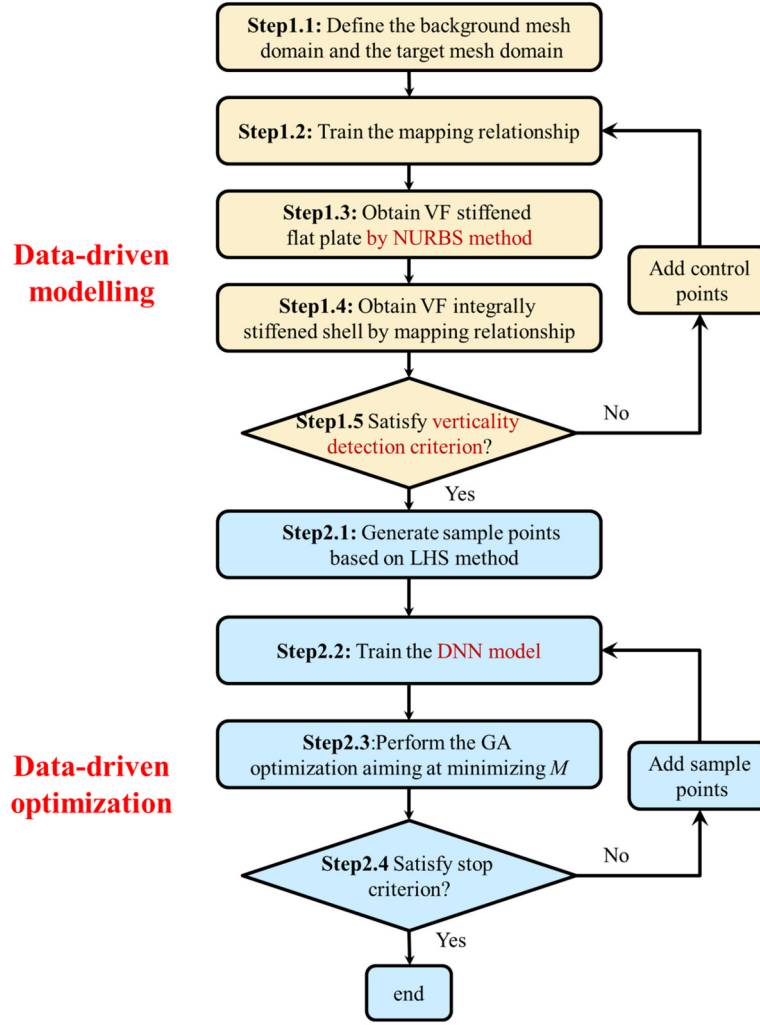 Step1.1: Define the background mesh
domain and the target mesh domain
Step1.2: Train the mapping relationship
Step1.3: Obtain VF stiffened
flat plate by NURBS method
Data-driven
modelling
Add control
points
Step1.4: Obtain VF integrally
stiffened shell by mapping relationship
Step1.5 Satisfy verticality
detection criterion?
No
Yes
Step2.1: Generate sample points
based on LHS method
Step2.2: Train the DNN model
Step2.3:Perform the GA
optimization aiming at minimizing M
Data-driven
optimization
Add sample
points
Step2.4 Satisfy stop
criterion?
No
Yes
end